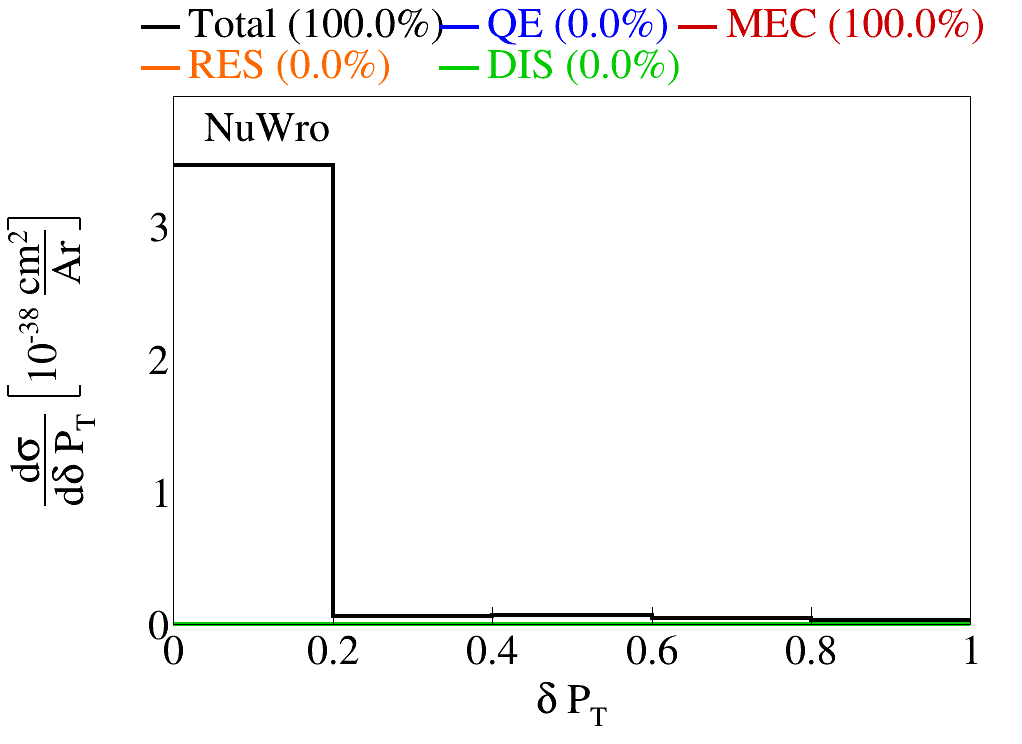 Total (100.0%) QE (0.0%) MEC (100.0%)
RES (0.0%) DIS (0.0%)
NuWro
dσ/dδ P_T [10^-38 cm^2/Ar]
3
2
1
0
0 0.2 0.4 0.6 0.8 1
δ P_T